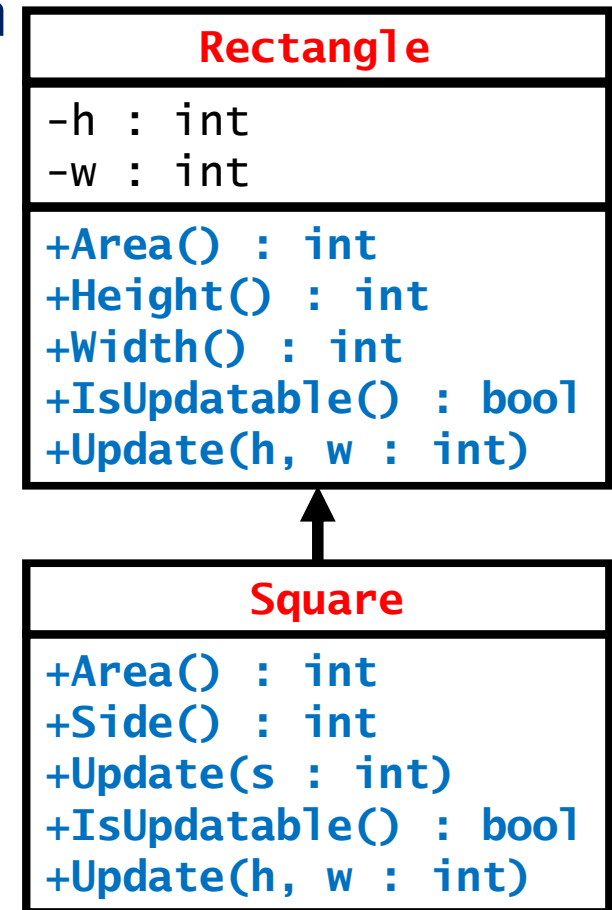 Rectangle
-h : int
-w : int
+Area() : int
+Height() : int
+Width() : int
+IsUpdatable() : bool
+Update(h, w : int)
Square
+Area() : int
+Side() : int
+Update(s : int)
+IsUpdatable() : bool
+Update(h, w : int)